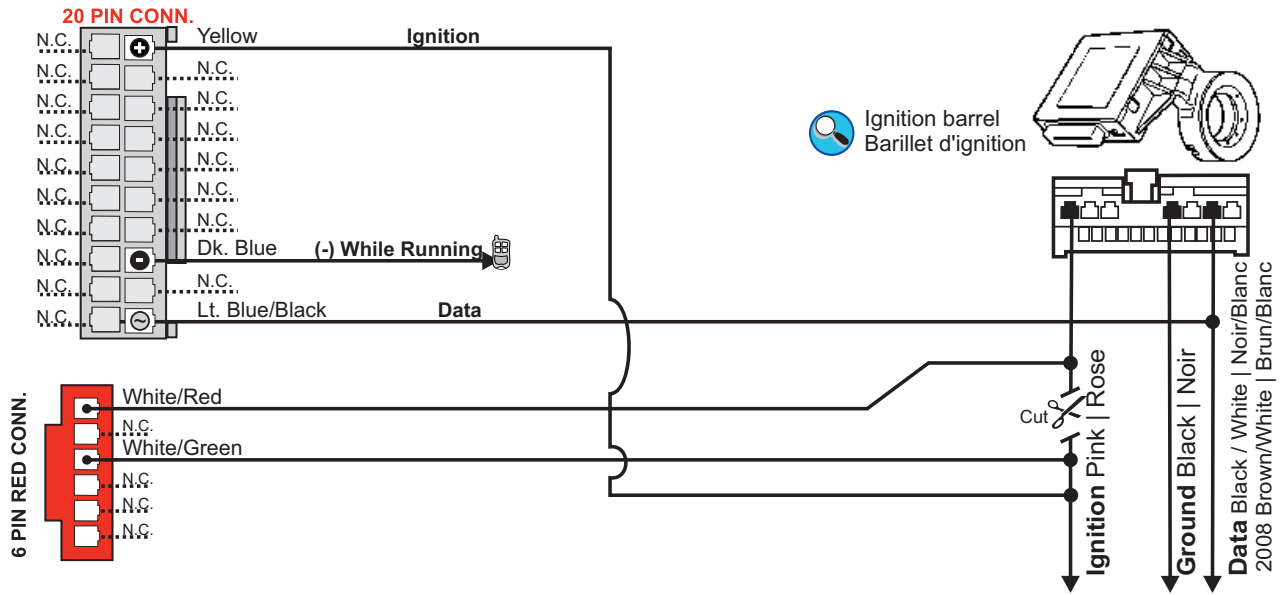 20 PIN CONN.
N.C. Yellow Ignition
N.C. N.C.
N.C. N.C.
N.C. N.C.
N.C. N.C.
N.C. N.C.
N.C. N.C.
N.C. Dk. Blue (-) While Running
N.C. N.C.
N.C. Lt. Blue/Black Data
Ignition barrel
Barillet d'ignition
6 PIN RED CONN.
White/Red
N.C.
White/Green
N.C.
N.C.
N.C.
Cut
Ignition Pink | Rose
Ground Black | Noir
Data Black / White | Noir/Blanc
2008 Brown/White | Brun/Blanc